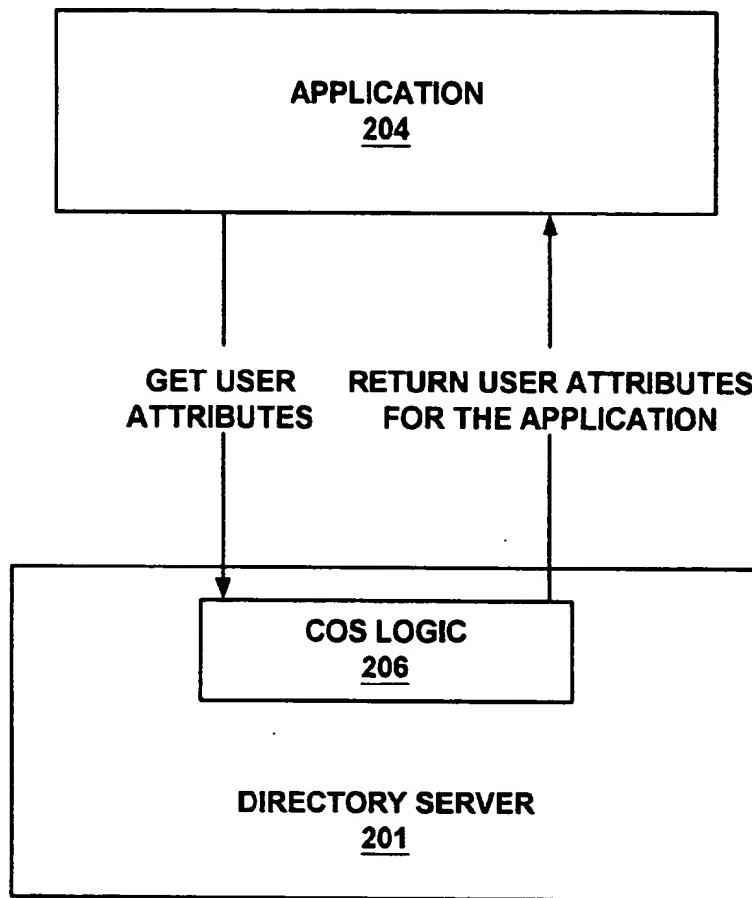 APPLICATION
204
GET USER
ATTRIBUTES
RETURN USER ATTRIBUTES
FOR THE APPLICATION
COS LOGIC
206
DIRECTORY SERVER
201